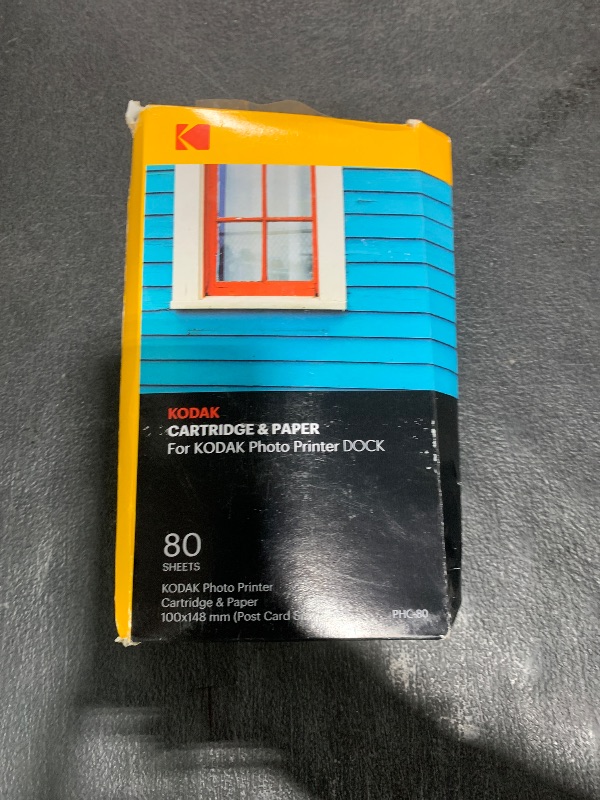 KODAK
CARTRIDGE & PAPER
For KODAK Photo Printer DOCK
80
SHEETS
KODAK Photo Printer
Cartridge & Paper
100x148 mm (Post Card
PHC-80